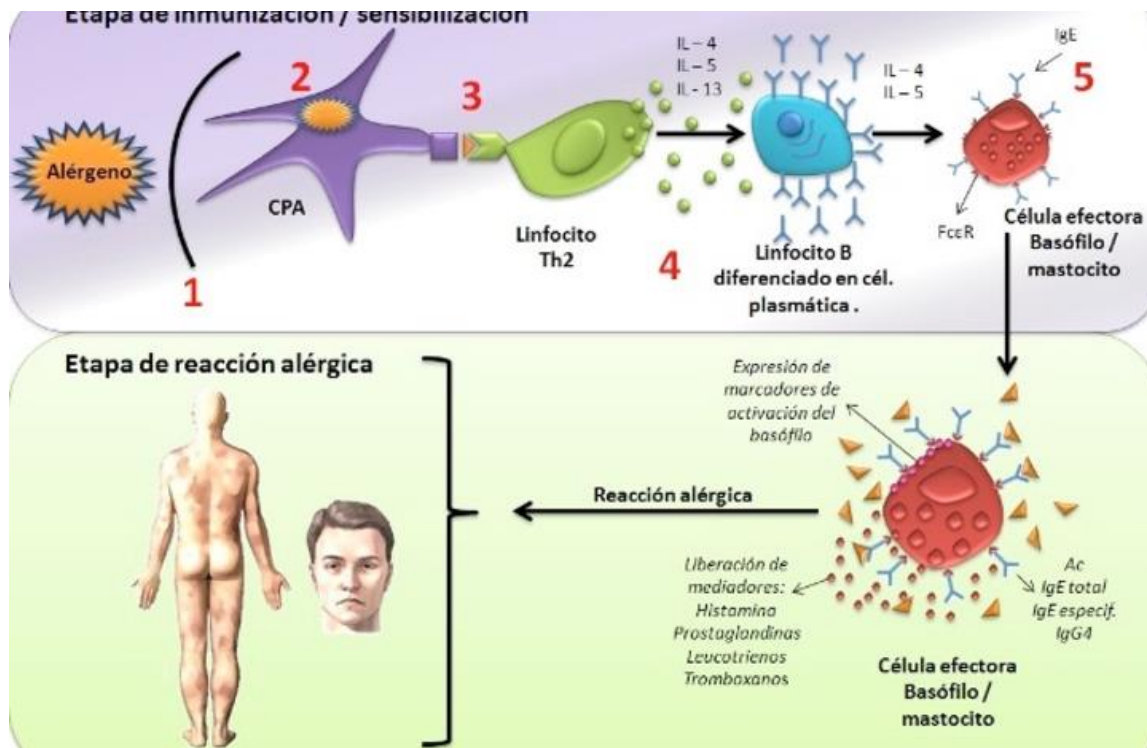 Etapa de inmunización / sensibilización
Alérgeno
1
2
CPA
3
Linfocito
Th2
IL – 4
IL – 5
IL - 13
4
Linfocito B
diferenciado en cél.
plasmática .
IL – 4
IL – 5
IgE
5
FcεR
Célula efectora
Basófilo /
mastocito
Etapa de reacción alérgica
Expresión de
marcadores de
activación del
basófilo
Reacción alérgica
Liberación de
mediadores:
Histamina
Prostaglandinas
Leucotrienos
Tromboxanos
Ac
IgE total
IgE específ.
IgG4
Célula efectora
Basófilo /
mastocito